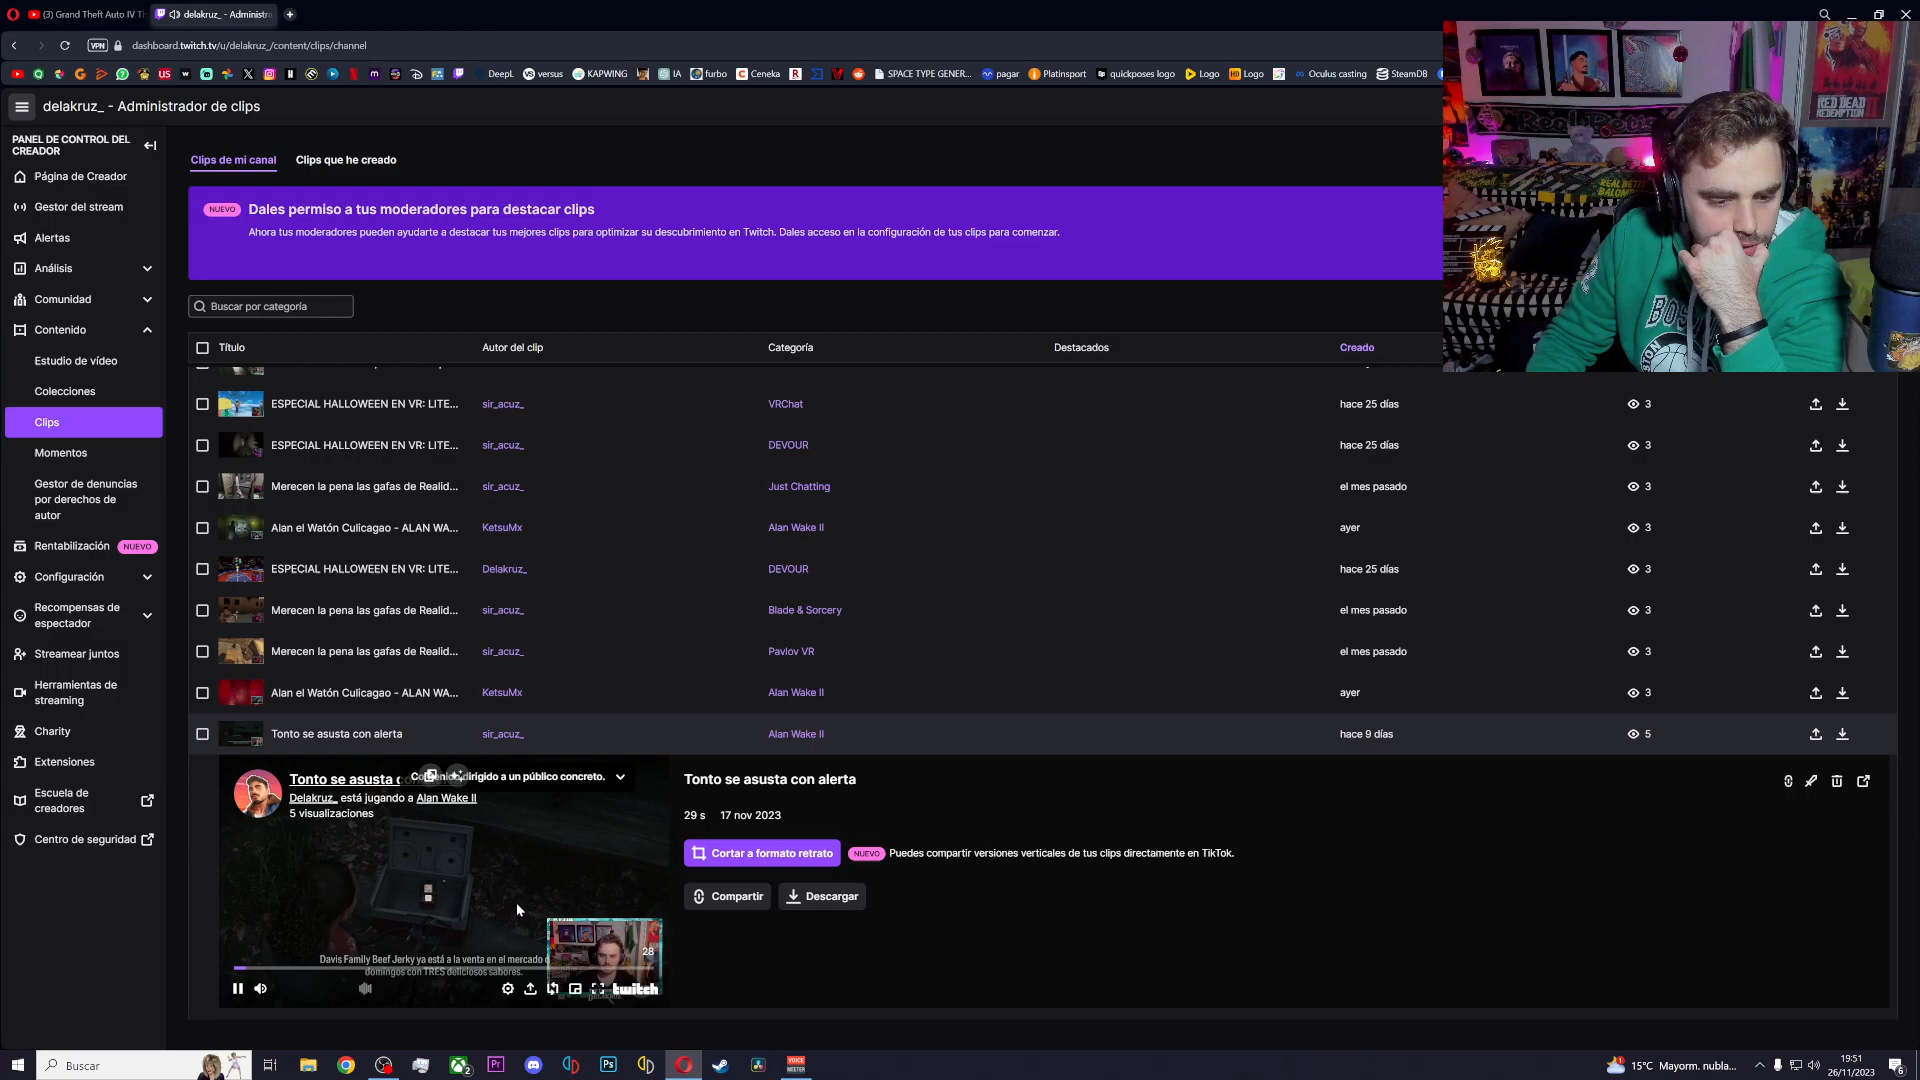 (3) Grand Theft Auto IV T
delakruz_ - Administra
VPN
dashboard.twitch.tv/u/delakruz_/content/clips/channel
DeepL
versus
KAPWING
IA
furbo
Ceneka
SPACE TYPE GENER...
pagar
Platinsport
quickposes logo
Logo
Logo
Oculus casting
SteamDB
delakruz_ - Administrador de clips
PANEL DE CONTROL DEL
CREADOR
Página de Creador
Gestor del stream
Alertas
Análisis
Comunidad
Contenido
Estudio de vídeo
Colecciones
Clips
Momentos
Gestor de denuncias
por derechos de
autor
Rentabilización NUEVO
Configuración
Recompensas de
espectador
Streamear juntos
Herramientas de
streaming
Charity
Extensiones
Escuela de
creadores
Centro de seguridad
Clips de mi canal
Clips que he creado
NUEVO
Dales permiso a tus moderadores para destacar clips
Ahora tus moderadores pueden ayudarte a destacar tus mejores clips para optimizar su descubrimiento en Twitch. Dales acceso en la configuración de tus clips para comenzar.
Buscar por categoría
Título Autor del clip Categoría Destacados Creado
ESPECIAL HALLOWEEN EN VR: LITE... sir_acuz_ VRChat hace 25 días 3
ESPECIAL HALLOWEEN EN VR: LITE... sir_acuz_ DEVOUR hace 25 días 3
Merecen la pena las gafas de Realid... sir_acuz_ Just Chatting el mes pasado 3
Alan el Watón Culicagao - ALAN WA... KetsuMx Alan Wake II ayer 3
ESPECIAL HALLOWEEN EN VR: LITE... Delakruz_ DEVOUR hace 25 días 3
Merecen la pena las gafas de Realid... sir_acuz_ Blade & Sorcery el mes pasado 3
Merecen la pena las gafas de Realid... sir_acuz_ Pavlov VR el mes pasado 3
Alan el Watón Culicagao - ALAN WA... KetsuMx Alan Wake II ayer 3
Tonto se asusta con alerta sir_acuz_ Alan Wake II hace 9 días 5
Tonto se asusta c
dirigido a un público concreto.
Delakruz_ está jugando a Alan Wake II
5 visualizaciones
Davis Family Beef Jerky ya está a la venta en el mercado
domingos con TRES deliciosos sabores.
28
twitch
Tonto se asusta con alerta
29 s 17 nov 2023
Cortar a formato retrato
NUEVO
Puedes compartir versiones verticales de tus clips directamente en TikTok.
Compartir
Descargar
RED DEAD
REDEMPTION
Buscar
VOICE
MEETER
15°C Mayorm. nubla...
19:51
26/11/2023